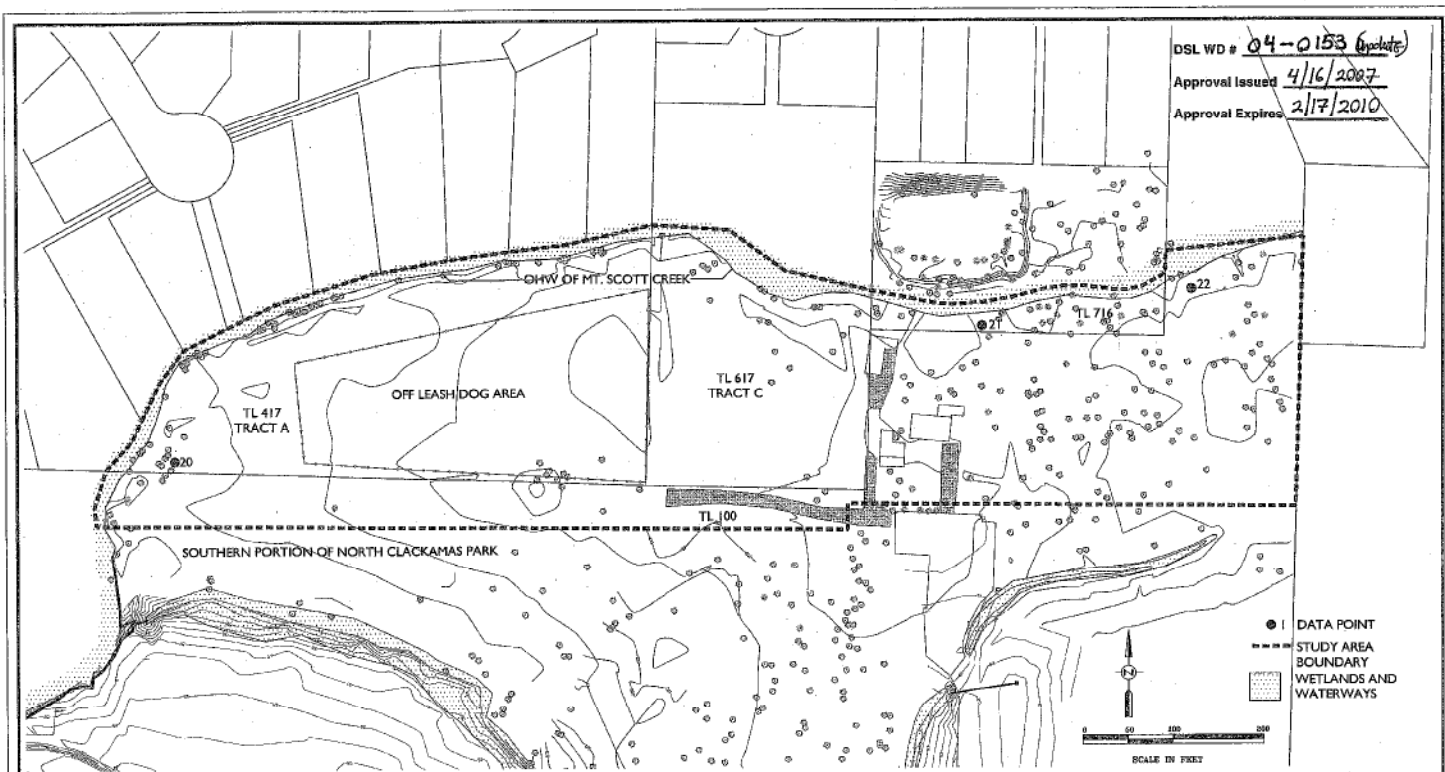 DSL WD # 04-0153 (Update)
Approval Issued 4/16/2007
Approval Expires 2/17/2010
OHW OF MT. SCOTT CREEK
22
21
TL 716
TL 617
TRACT C
OFF LEASH DOG AREA
TL 417
TRACT A
20
TL 100
SOUTHERN PORTION OF NORTH CLACKAMAS PARK
1 DATA POINT
STUDY AREA
BOUNDARY
WETLANDS AND
WATERWAYS
N
0 50 100 200
SCALE IN FEET